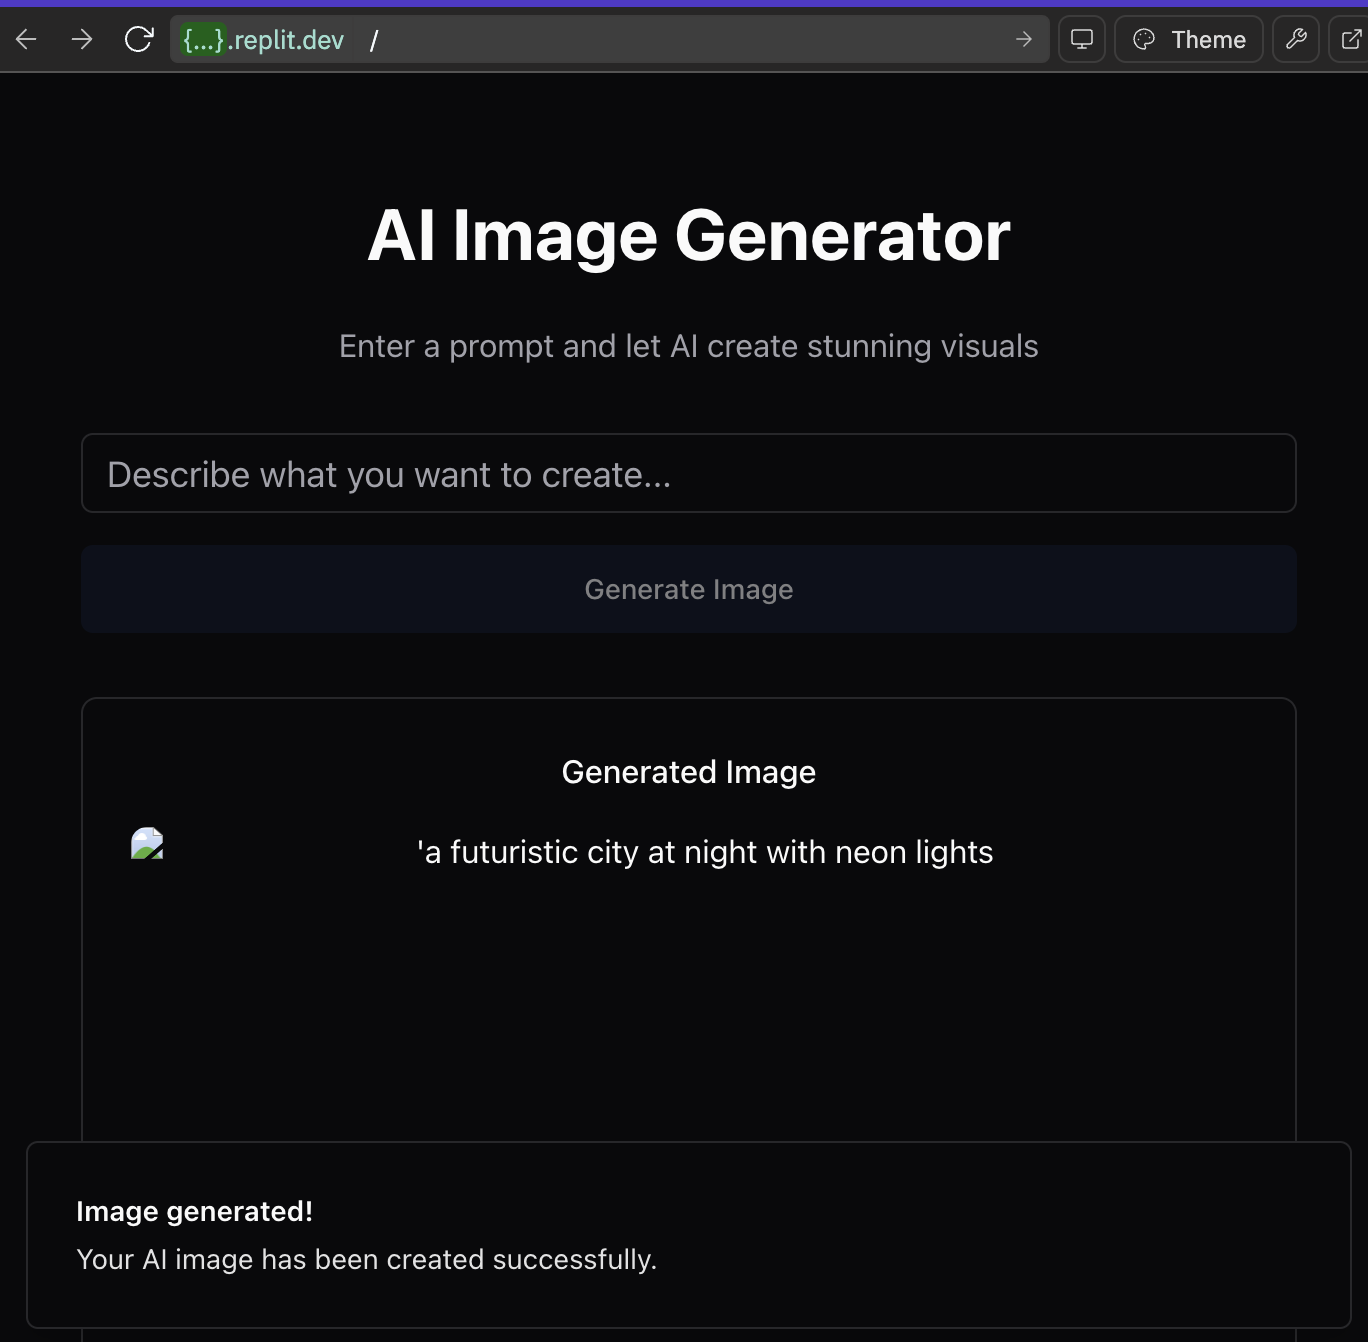 {...}.replit.dev /
Theme
AI Image Generator
Enter a prompt and let AI create stunning visuals
Describe what you want to create...
Generate Image
Generated Image
'a futuristic city at night with neon lights
Image generated!
Your AI image has been created successfully.